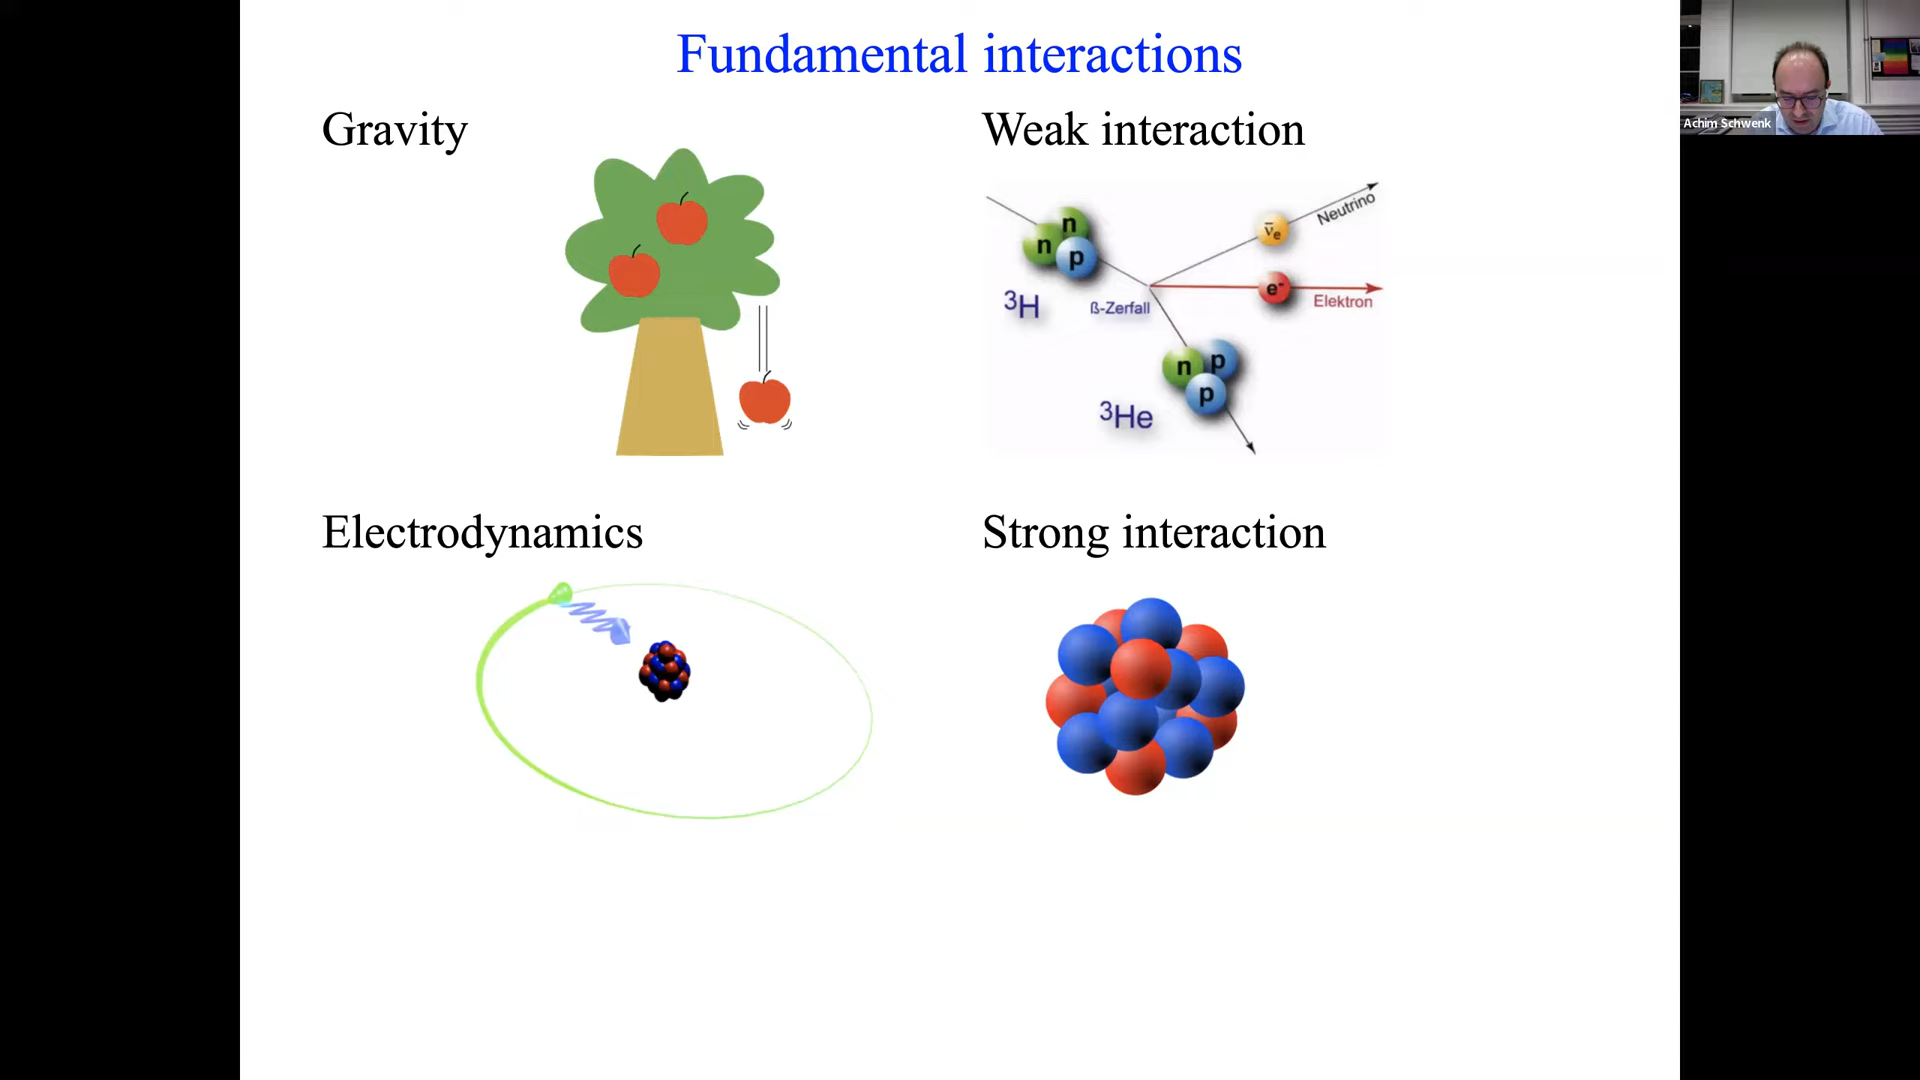 Fundamental interactions
Achim Schwenk
Gravity
Weak interaction
n
n
p
³H
ß-Zerfall
ν̄e
Neutrino
e⁻
Elektron
n
p
p
³He
Electrodynamics
Strong interaction